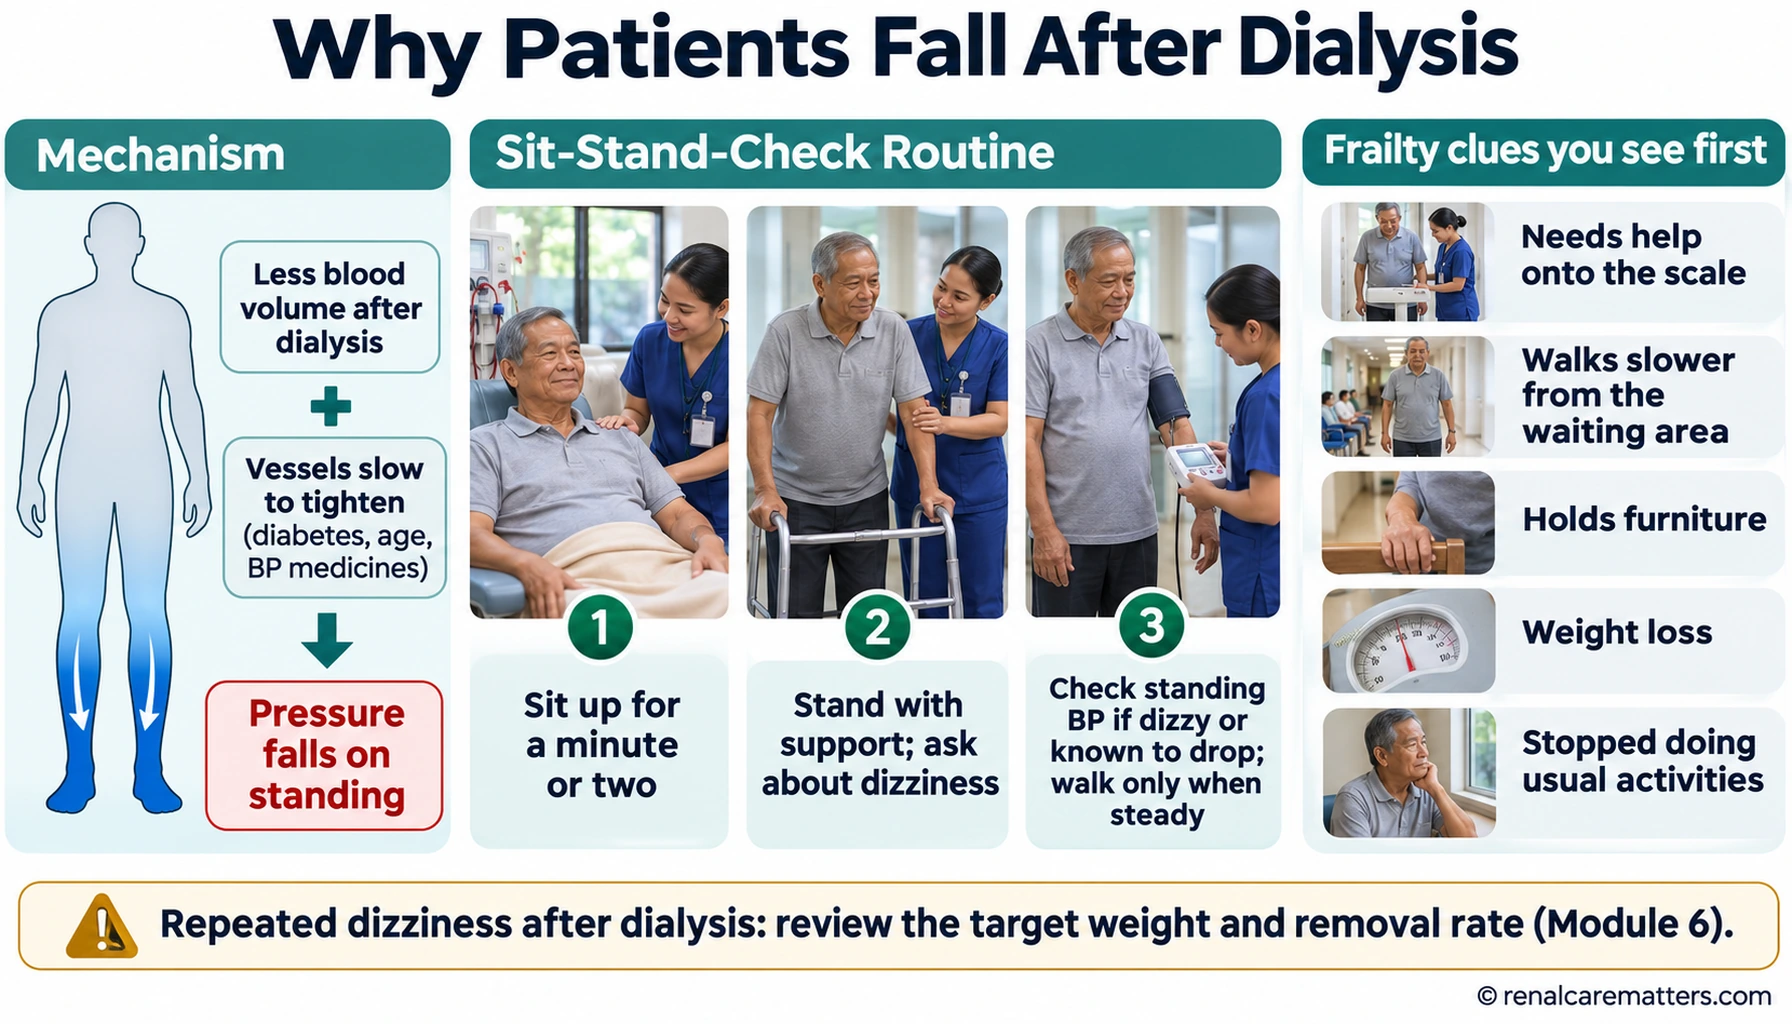 Why Patients Fall After Dialysis
Mechanism
Less blood
volume after
dialysis
Vessels slow
to tighten
(diabetes, age,
BP medicines)
Pressure
falls on
standing
Sit-Stand-Check Routine
1
Sit up for
a minute
or two
2
Stand with
support; ask
about dizziness
3
Check standing
BP if dizzy or
known to drop;
walk only when
steady
Frailty clues you see first
Needs help
onto the scale
Walks slower
from the
waiting area
Holds furniture
Weight loss
Stopped doing
usual activities
Repeated dizziness after dialysis: review the target weight and removal rate (Module 6).
© renalcarematters.com